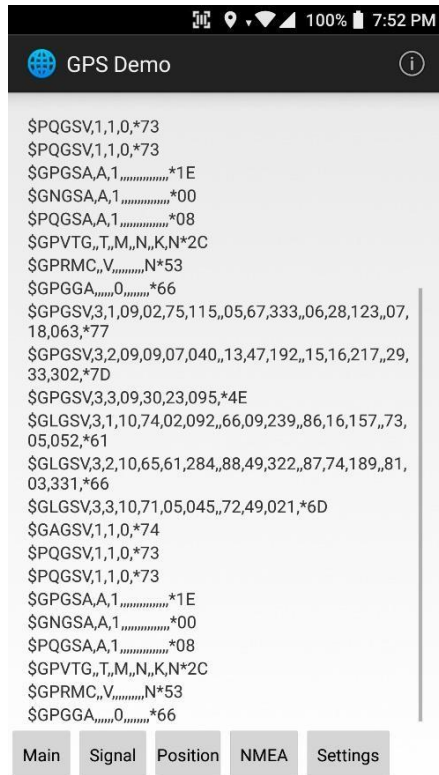 100% 7:52 PM
GPS Demo
$PQGSV,1,1,0,*73
$PQGSV,1,1,0,*73
$GPGSA,A,1,,,,,,,,,,,,,,,*1E
$GNGSA,A,1,,,,,,,,,,,,,,,*00
$PQGSA,A,1,,,,,,,,,,,,,,,*08
$GPVTG,,T,,M,,N,,K,N*2C
$GPRMC,,V,,,,,,,,,,N*53
$GPGGA,,,,,,0,,,,,,,,*66
$GPGSV,3,1,09,02,75,115,,05,67,333,,06,28,123,,07,
18,063,*77
$GPGSV,3,2,09,09,07,040,,13,47,192,,15,16,217,,29,
33,302,*7D
$GPGSV,3,3,09,30,23,095,*4E
$GLGSV,3,1,10,74,02,092,,66,09,239,,86,16,157,,73,
05,052,*61
$GLGSV,3,2,10,65,61,284,,88,49,322,,87,74,189,,81,
03,331,*66
$GLGSV,3,3,10,71,05,045,,72,49,021,*6D
$GAGSV,1,1,0,*74
$PQGSV,1,1,0,*73
$PQGSV,1,1,0,*73
$GPGSA,A,1,,,,,,,,,,,,,,,*1E
$GNGSA,A,1,,,,,,,,,,,,,,,*00
$PQGSA,A,1,,,,,,,,,,,,,,,*08
$GPVTG,,T,,M,,N,,K,N*2C
$GPRMC,,V,,,,,,,,,,N*53
$GPGGA,,,,,,0,,,,,,,,*66
Main Signal Position NMEA Settings